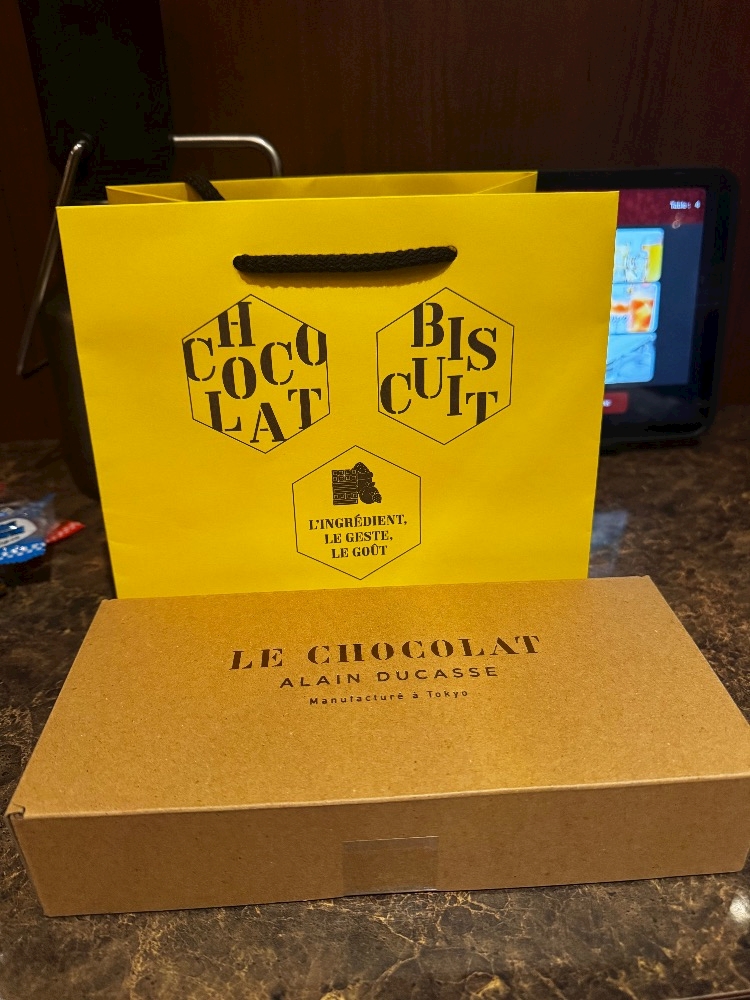 CHOCOLAT
BISCUIT
L'INGRÉDIENT,
LE GESTE,
LE GOÛT
LE CHOCOLAT
ALAIN DUCASSE
Manufacture à Tokyo